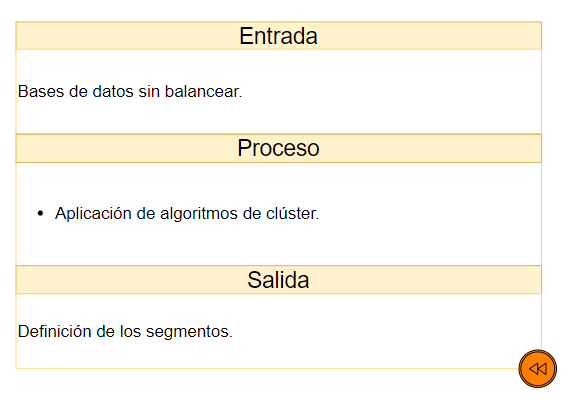 Entrada
Bases de datos sin balancear.
Proceso
• Aplicación de algoritmos de clúster.
Salida
Definición de los segmentos.